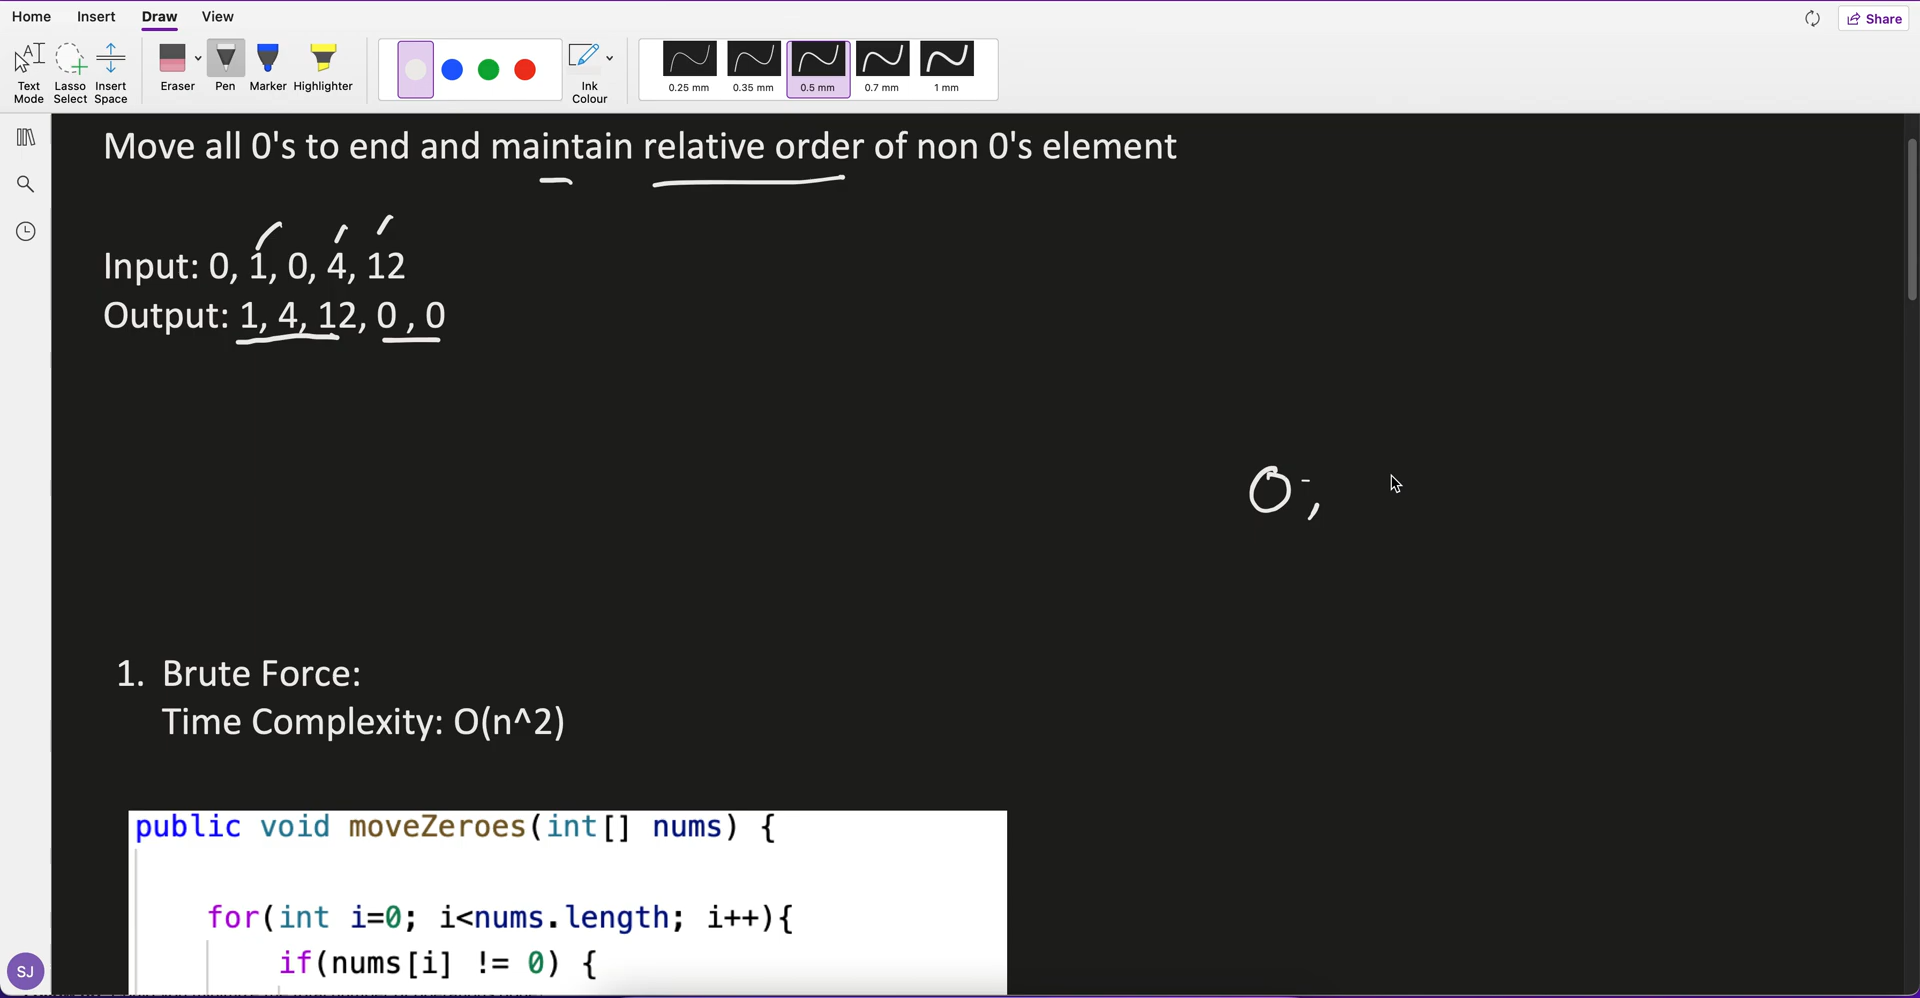 Home Insert Draw View
Share
Text Mode
Lasso Select
Insert Space
Eraser
Pen
Marker
Highlighter
Ink Colour
0.25 mm
0.35 mm
0.5 mm
0.7 mm
1 mm
Move all 0's to end and maintain relative order of non 0's element
Input: 0, 1, 0, 4, 12
Output: 1, 4, 12, 0 , 0
0,
1. Brute Force:
Time Complexity: O(n^2)
public void moveZeroes(int[] nums) {
for(int i=0; i<nums.length; i++){
if(nums[i] != 0) {
SJ